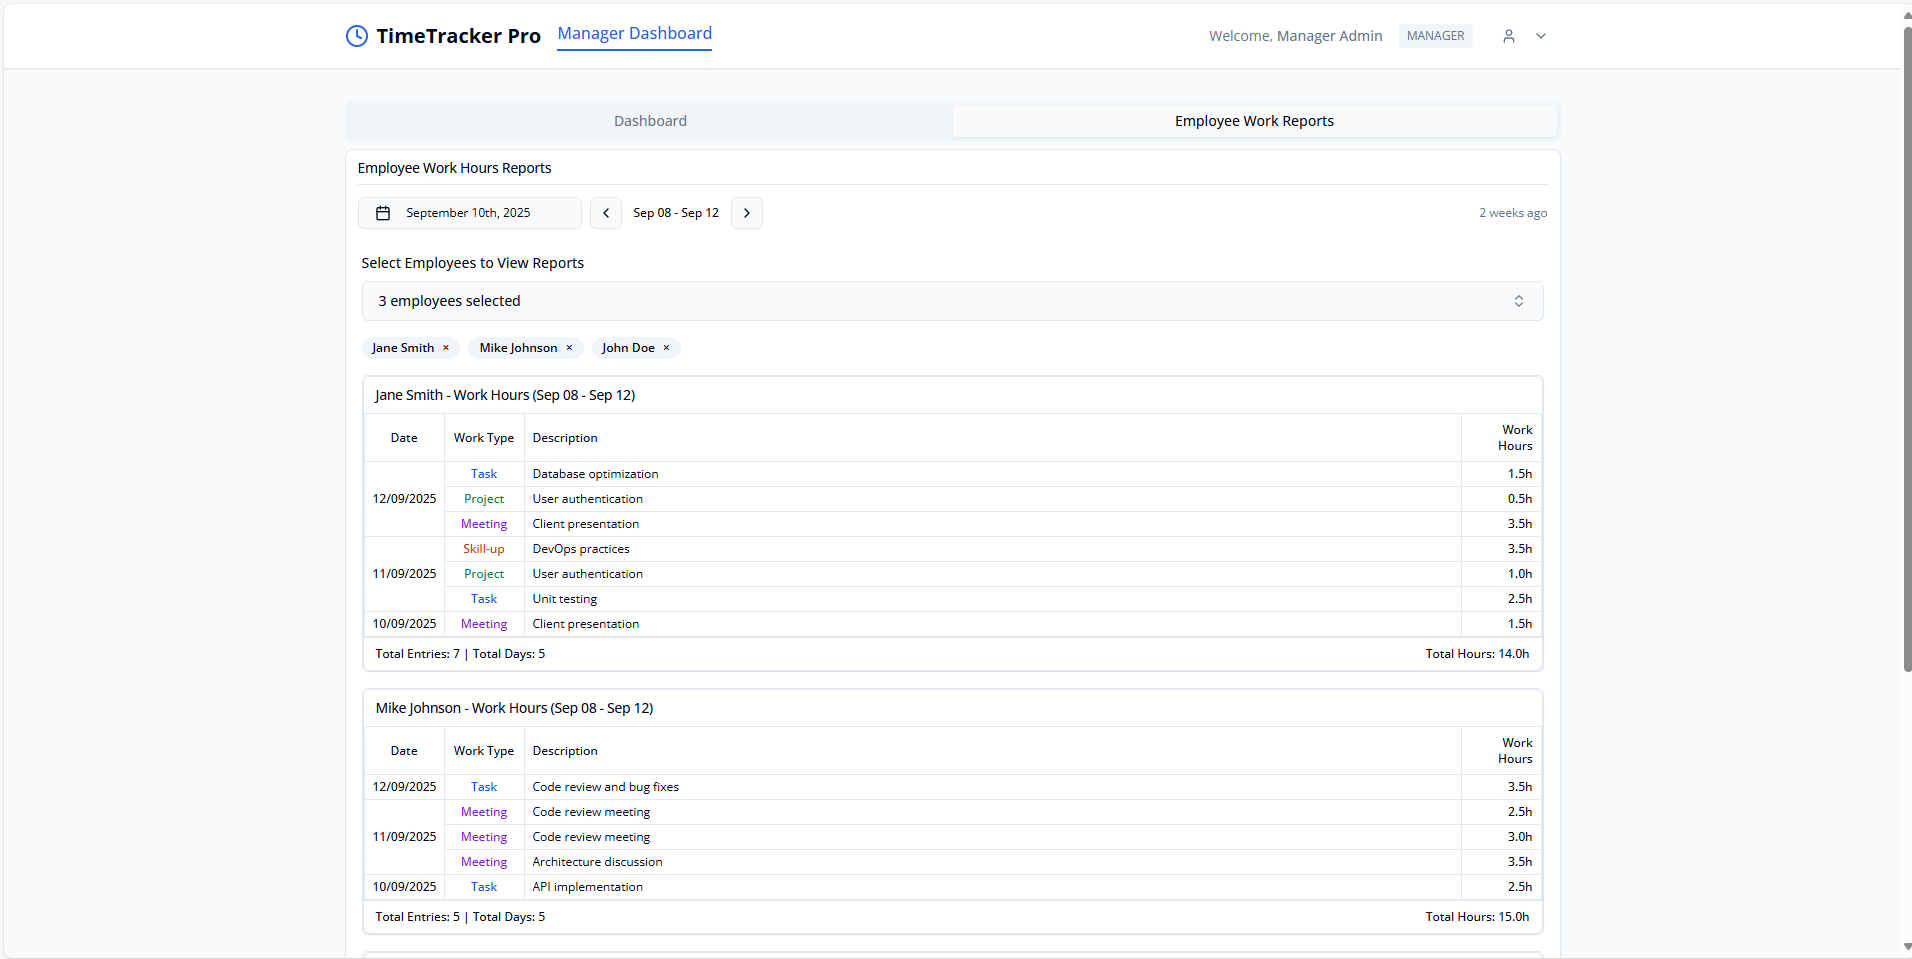 TimeTracker Pro Manager Dashboard Welcome, Manager Admin MANAGER
Dashboard Employee Work Reports
Employee Work Hours Reports
September 10th, 2025 Sep 08 - Sep 12 2 weeks ago
Select Employees to View Reports
3 employees selected
Jane Smith × Mike Johnson × John Doe ×
Jane Smith - Work Hours (Sep 08 - Sep 12)
Date Work Type Description Work Hours
12/09/2025 Task Database optimization 1.5h
Project User authentication 0.5h
Meeting Client presentation 3.5h
11/09/2025 Skill-up DevOps practices 3.5h
Project User authentication 1.0h
Task Unit testing 2.5h
10/09/2025 Meeting Client presentation 1.5h
Total Entries: 7 | Total Days: 5 Total Hours: 14.0h
Mike Johnson - Work Hours (Sep 08 - Sep 12)
Date Work Type Description Work Hours
12/09/2025 Task Code review and bug fixes 3.5h
11/09/2025 Meeting Code review meeting 2.5h
Meeting Code review meeting 3.0h
Meeting Architecture discussion 3.5h
10/09/2025 Task API implementation 2.5h
Total Entries: 5 | Total Days: 5 Total Hours: 15.0h